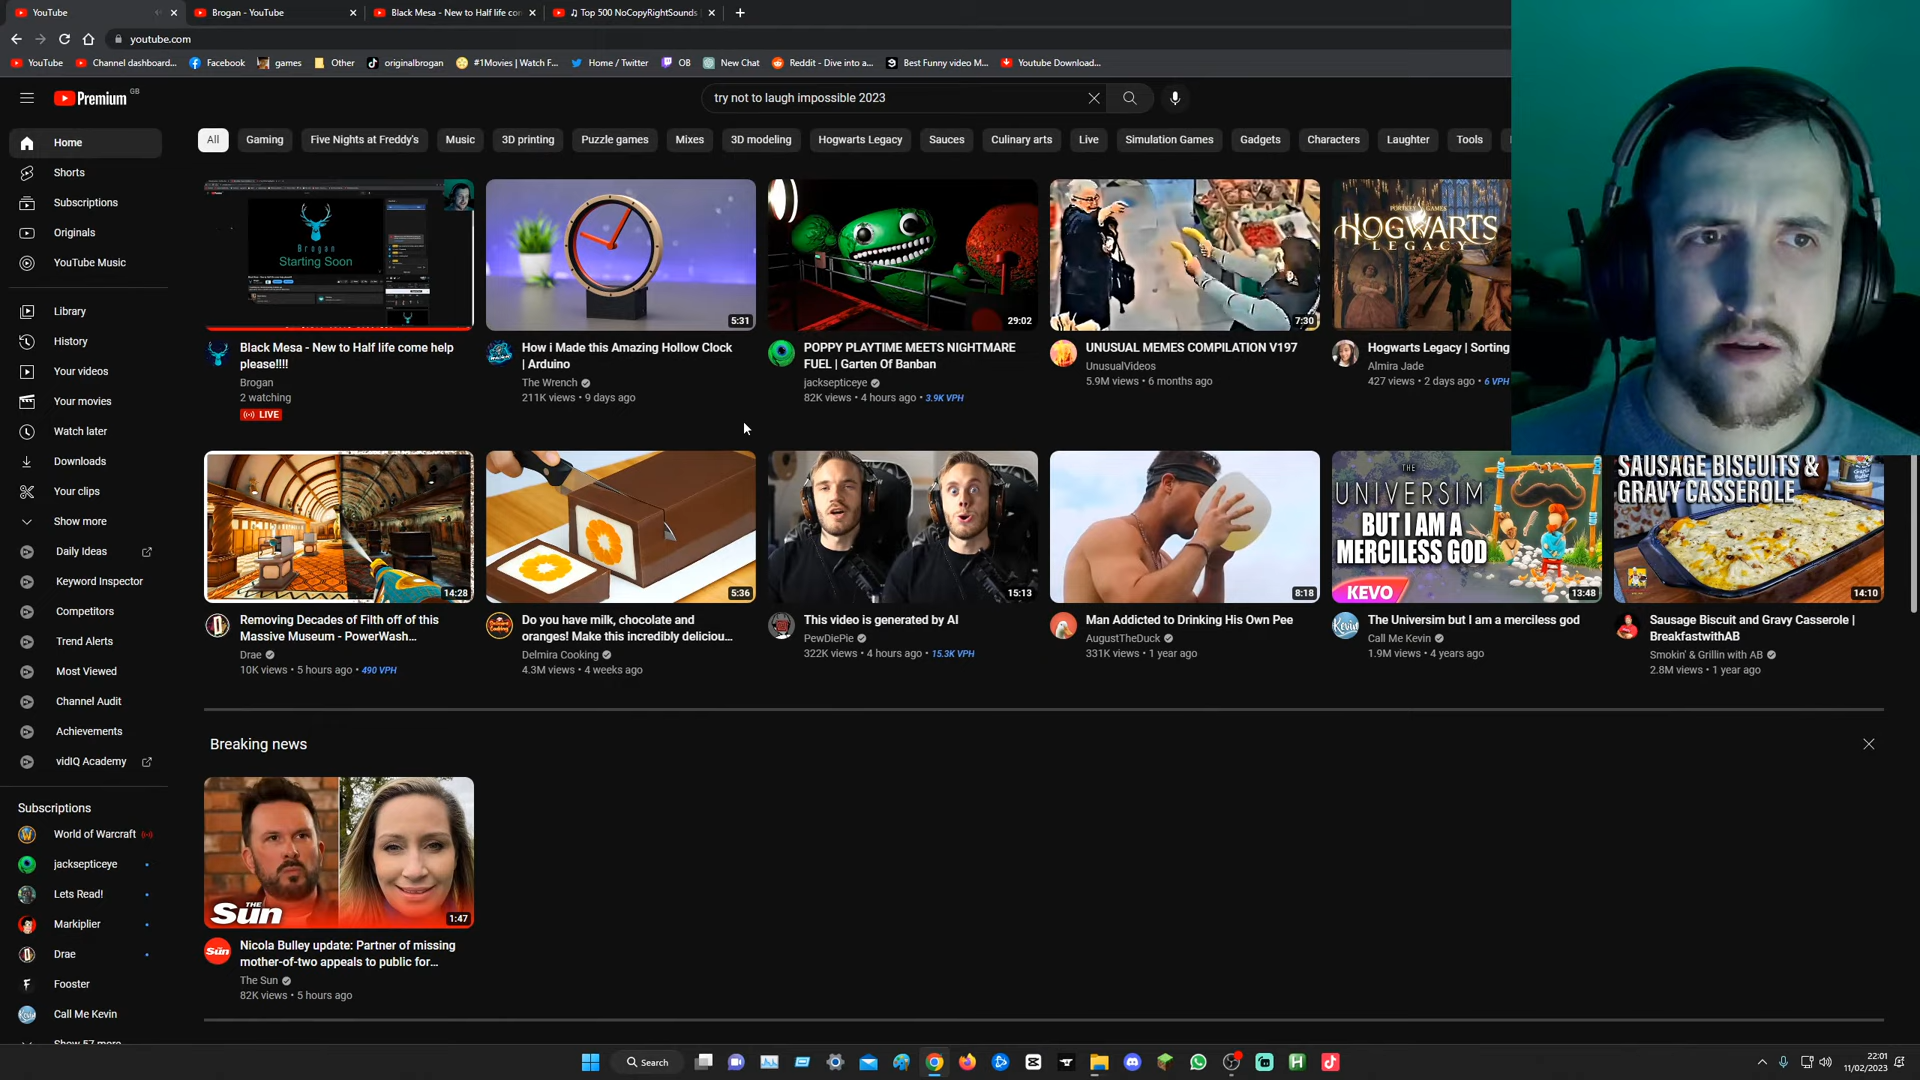 YouTube
Brogan - YouTube
Black Mesa - New to Half life co
♫ Top 500 NoCopyRightSounds
youtube.com
YouTube
Channel dashboard...
Facebook
games
Other
originalbrogan
#1Movies | Watch F...
Home / Twitter
OB
New Chat
Reddit - Dive into a...
Best Funny video M...
Youtube Download...
Premium GB
try not to laugh impossible 2023
All
Gaming
Five Nights at Freddy's
Music
3D printing
Puzzle games
Mixes
3D modeling
Hogwarts Legacy
Sauces
Culinary arts
Live
Simulation Games
Gadgets
Characters
Laughter
Tools
Home
Shorts
Subscriptions
Originals
YouTube Music
Library
History
Your videos
Your movies
Watch later
Downloads
Your clips
Show more
Daily Ideas
Keyword Inspector
Competitors
Trend Alerts
Most Viewed
Channel Audit
Achievements
vidIQ Academy
Subscriptions
World of Warcraft
jacksepticeye
Lets Read!
Markiplier
Drae
Fooster
Call Me Kevin
Show 57 more
Brogan
Starting Soon
Black Mesa - New to Half life come help
please!!!!
Brogan
2 watching
LIVE
5:31
How i Made this Amazing Hollow Clock
| Arduino
The Wrench
211K views • 9 days ago
29:02
POPPY PLAYTIME MEETS NIGHTMARE
FUEL | Garten Of Banban
jacksepticeye
82K views • 4 hours ago • 3.9K VPH
7:30
UNUSUAL MEMES COMPILATION V197
UnusualVideos
5.9M views • 6 months ago
HOGWARTS
LEGACY
Hogwarts Legacy | Sorting
Almira Jade
427 views • 2 days ago • 6 VPH
14:28
Removing Decades of Filth off of this
Massive Museum - PowerWash...
Drae
10K views • 5 hours ago • 490 VPH
5:36
Do you have milk, chocolate and
oranges! Make this incredibly deliciou...
Delmira Cooking
4.3M views • 4 weeks ago
15:13
This video is generated by AI
PewDiePie
322K views • 4 hours ago • 15.3K VPH
8:18
Man Addicted to Drinking His Own Pee
AugustTheDuck
331K views • 1 year ago
THE
UNIVERSIM
BUT I AM A
MERCILESS GOD
KEVO
13:48
The Universim but I am a merciless god
Call Me Kevin
1.9M views • 4 years ago
SAUSAGE BISCUITS &
GRAVY CASSEROLE
14:10
Sausage Biscuit and Gravy Casserole |
BreakfastwithAB
Smokin' & Grillin with AB
2.8M views • 1 year ago
Breaking news
THE
Sun
1:47
Nicola Bulley update: Partner of missing
mother-of-two appeals to public for...
The Sun
82K views • 5 hours ago
Search
22:01
11/02/2023